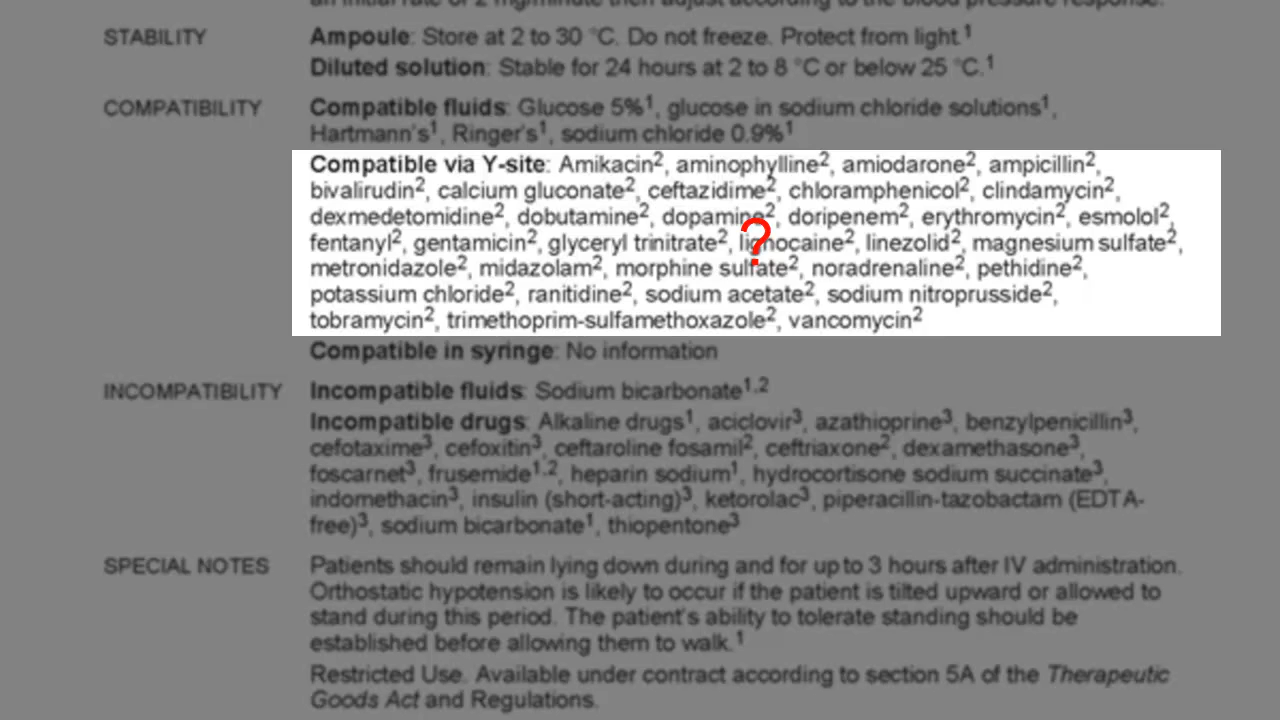 an initial rate of 2 mg/minute then adjust according to the blood pressure response.
STABILITY Ampoule: Store at 2 to 30 °C. Do not freeze. Protect from light.1
Diluted solution: Stable for 24 hours at 2 to 8 °C or below 25 °C.1
COMPATIBILITY Compatible fluids: Glucose 5%1, glucose in sodium chloride solutions1,
Hartmann's1, Ringer's1, sodium chloride 0.9%1
Compatible via Y-site: Amikacin2, aminophylline2, amiodarone2, ampicillin2,
bivalirudin2, calcium gluconate2, ceftazidime2, chloramphenicol2, clindamycin2,
dexmedetomidine2, dobutamine2, dopamine2, doripenem2, erythromycin2, esmolol2,
fentanyl2, gentamicin2, glyceryl trinitrate2, lignocaine2, linezolid2, magnesium sulfate2,
metronidazole2, midazolam2, morphine sulfate2, noradrenaline2, pethidine2,
potassium chloride2, ranitidine2, sodium acetate2, sodium nitroprusside2,
tobramycin2, trimethoprim-sulfamethoxazole2, vancomycin2
?
Compatible in syringe: No information
INCOMPATIBILITY Incompatible fluids: Sodium bicarbonate1,2
Incompatible drugs: Alkaline drugs1, aciclovir3, azathioprine3, benzylpenicillin3,
cefotaxime3, cefoxitin3, ceftaroline fosamil2, ceftriaxone2, dexamethasone3,
foscarnet3, frusemide1,2, heparin sodium1, hydrocortisone sodium succinate3,
indomethacin3, insulin (short-acting)3, ketorolac3, piperacillin-tazobactam (EDTA-
free)3, sodium bicarbonate1, thiopentone3
SPECIAL NOTES Patients should remain lying down during and for up to 3 hours after IV administration.
Orthostatic hypotension is likely to occur if the patient is tilted upward or allowed to
stand during this period. The patient's ability to tolerate standing should be
established before allowing them to walk.1
Restricted Use. Available under contract according to section 5A of the Therapeutic
Goods Act and Regulations.